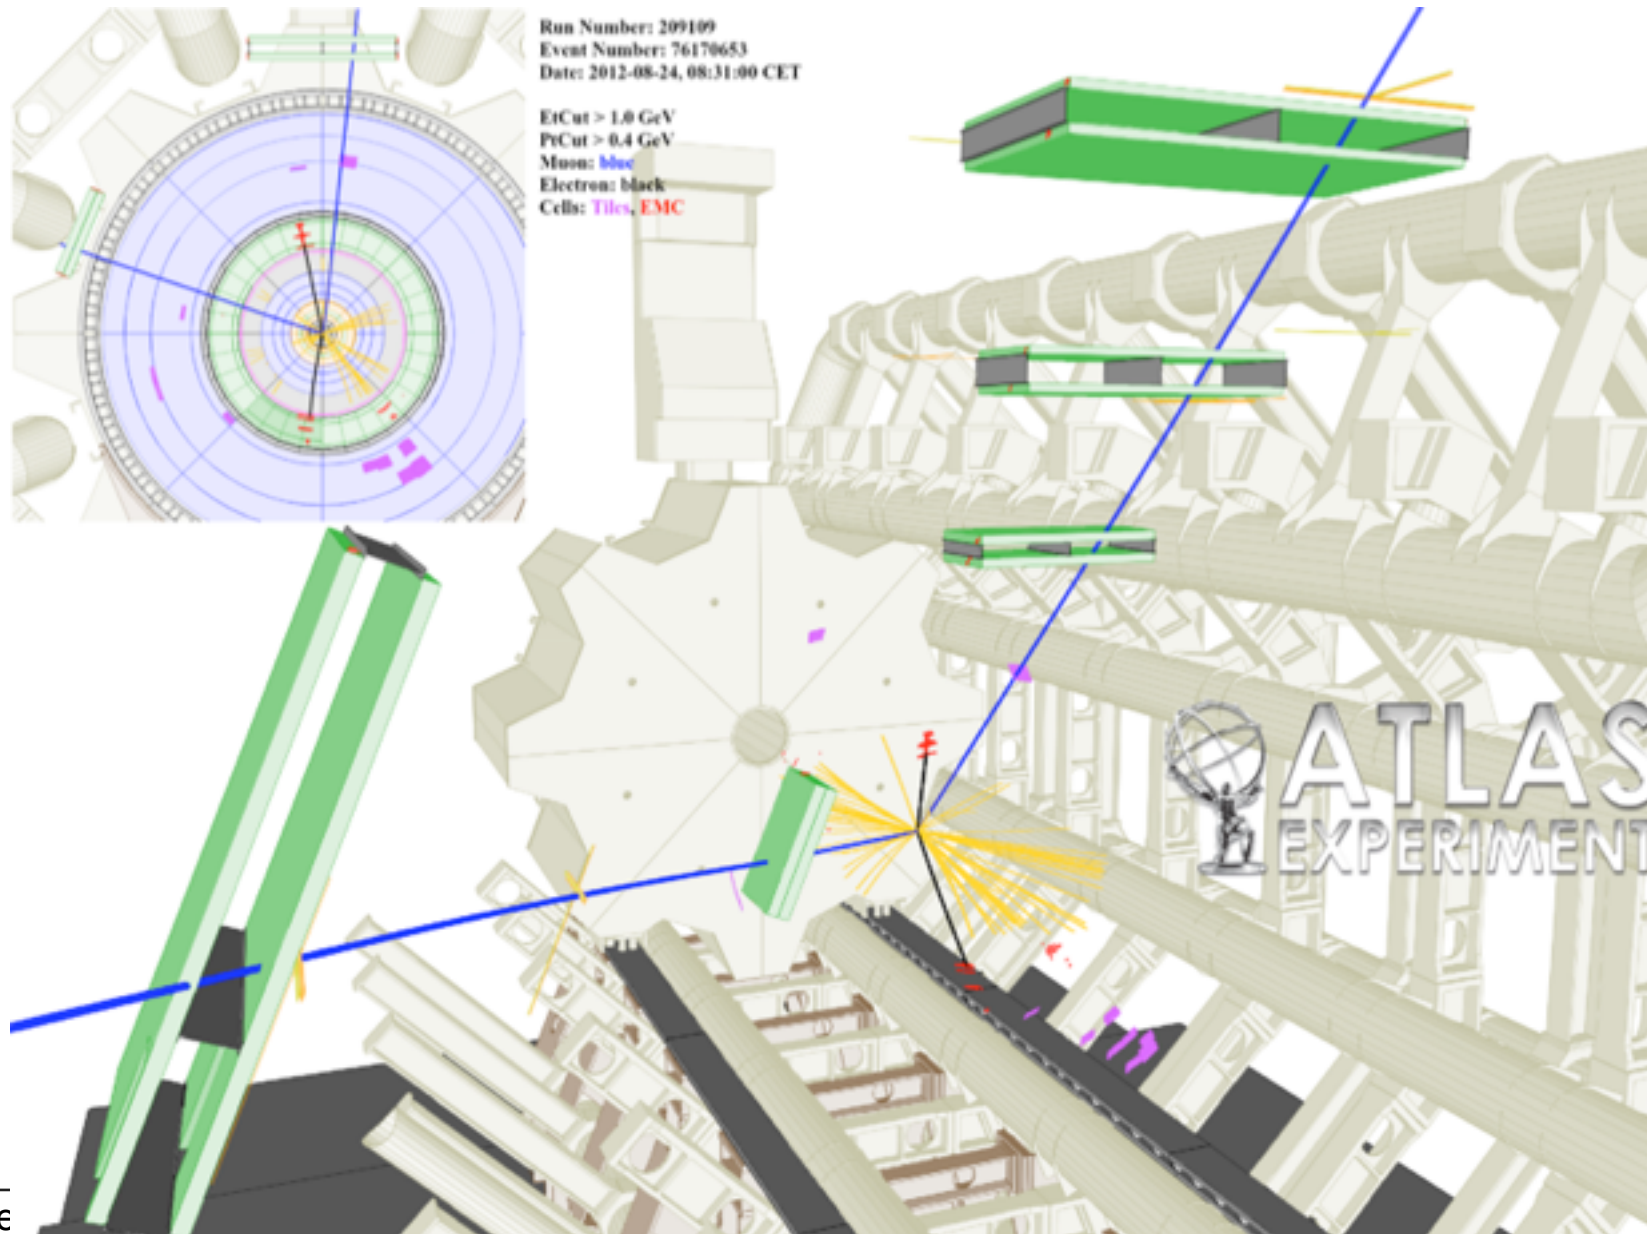 Run Number: 209109
Event Number: 76170653
Date: 2012-08-24, 08:31:00 CET
EtCut > 1.0 GeV
PtCut > 0.4 GeV
Muon: blue
Electron: black
Cells: Tiles, EMC
ATLAS
EXPERIMENT
e